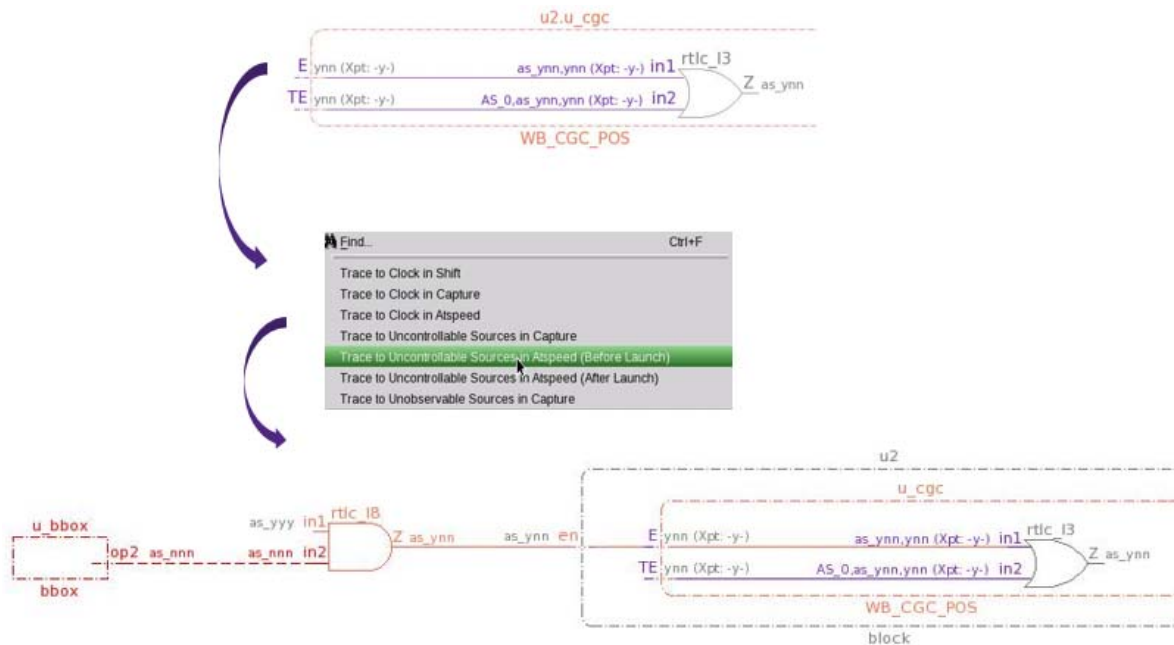 u2.u_cgc
rtlc_I3
E ynn (Xpt: -y-) as_ynn,ynn (Xpt: -y-) in1
Z as_ynn
TE ynn (Xpt: -y-) AS_0,as_ynn,ynn (Xpt: -y-) in2
WB_CGC_POS
Find... Ctrl+F
Trace to Clock in Shift
Trace to Clock in Capture
Trace to Clock in Atspeed
Trace to Uncontrollable Sources in Capture
Trace to Uncontrollable Sources in Atspeed (Before Launch)
Trace to Uncontrollable Sources in Atspeed (After Launch)
Trace to Unobservable Sources in Capture
u2
u_cgc
u_bbox
rtlc_I8
rtlc_I3
as_yyy in1
Z as_ynn as_ynn en E ynn (Xpt: -y-) as_ynn,ynn (Xpt: -y-) in1
op2 as_nnn as_nnn in2
Z as_ynn
TE ynn (Xpt: -y-) AS_0,as_ynn,ynn (Xpt: -y-) in2
bbox
WB_CGC_POS
block